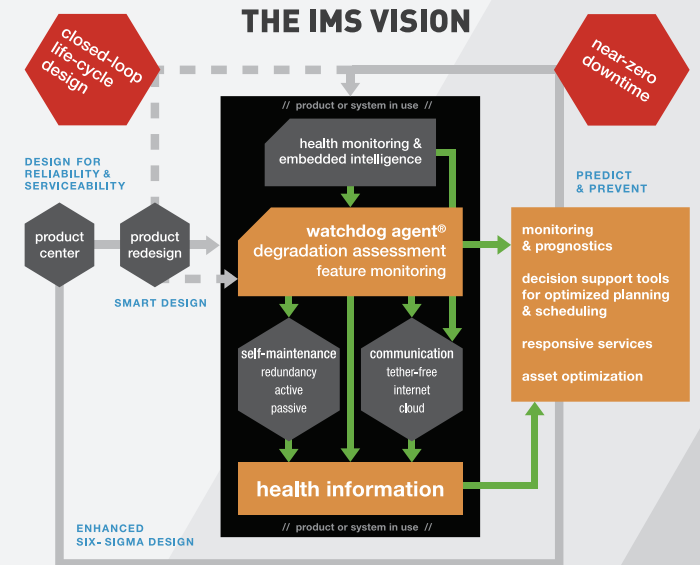 THE IMS VISION
closed-loop
life-cycle
design
near-zero
downtime
// product or system in use //
health monitoring &
embedded intelligence
DESIGN FOR
RELIABILITY &
SERVICEABILITY
PREDICT
& PREVENT
product
center
product
redesign
watchdog agent®
degradation assessment
feature monitoring
monitoring
& prognostics
decision support tools
for optimized planning
& scheduling
responsive services
asset optimization
SMART DESIGN
self-maintenance
redundancy
active
passive
communication
tether-free
internet
cloud
health information
// product or system in use //
ENHANCED
SIX-SIGMA DESIGN